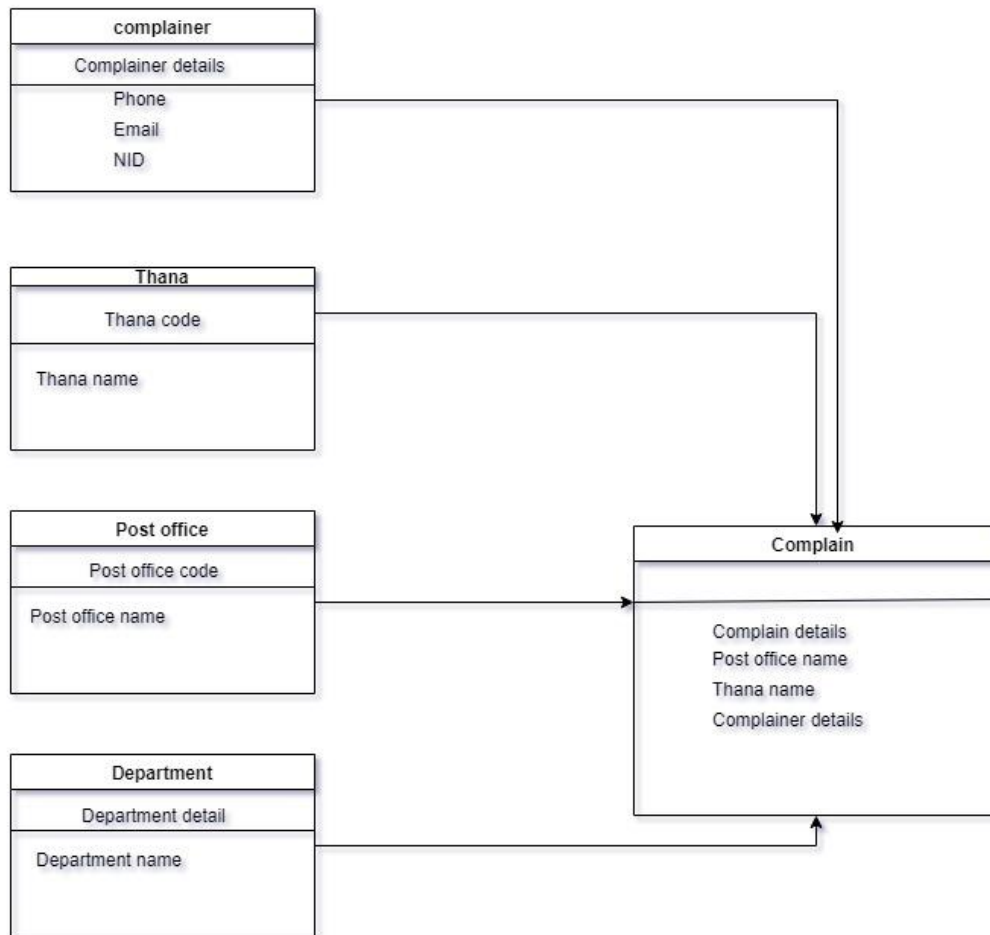 complainer
Complainer details
Phone
Email
NID
Thana
Thana code
Thana name
Post office
Post office code
Post office name
Complain
Complain details
Post office name
Thana name
Complainer details
Department
Department detail
Department name